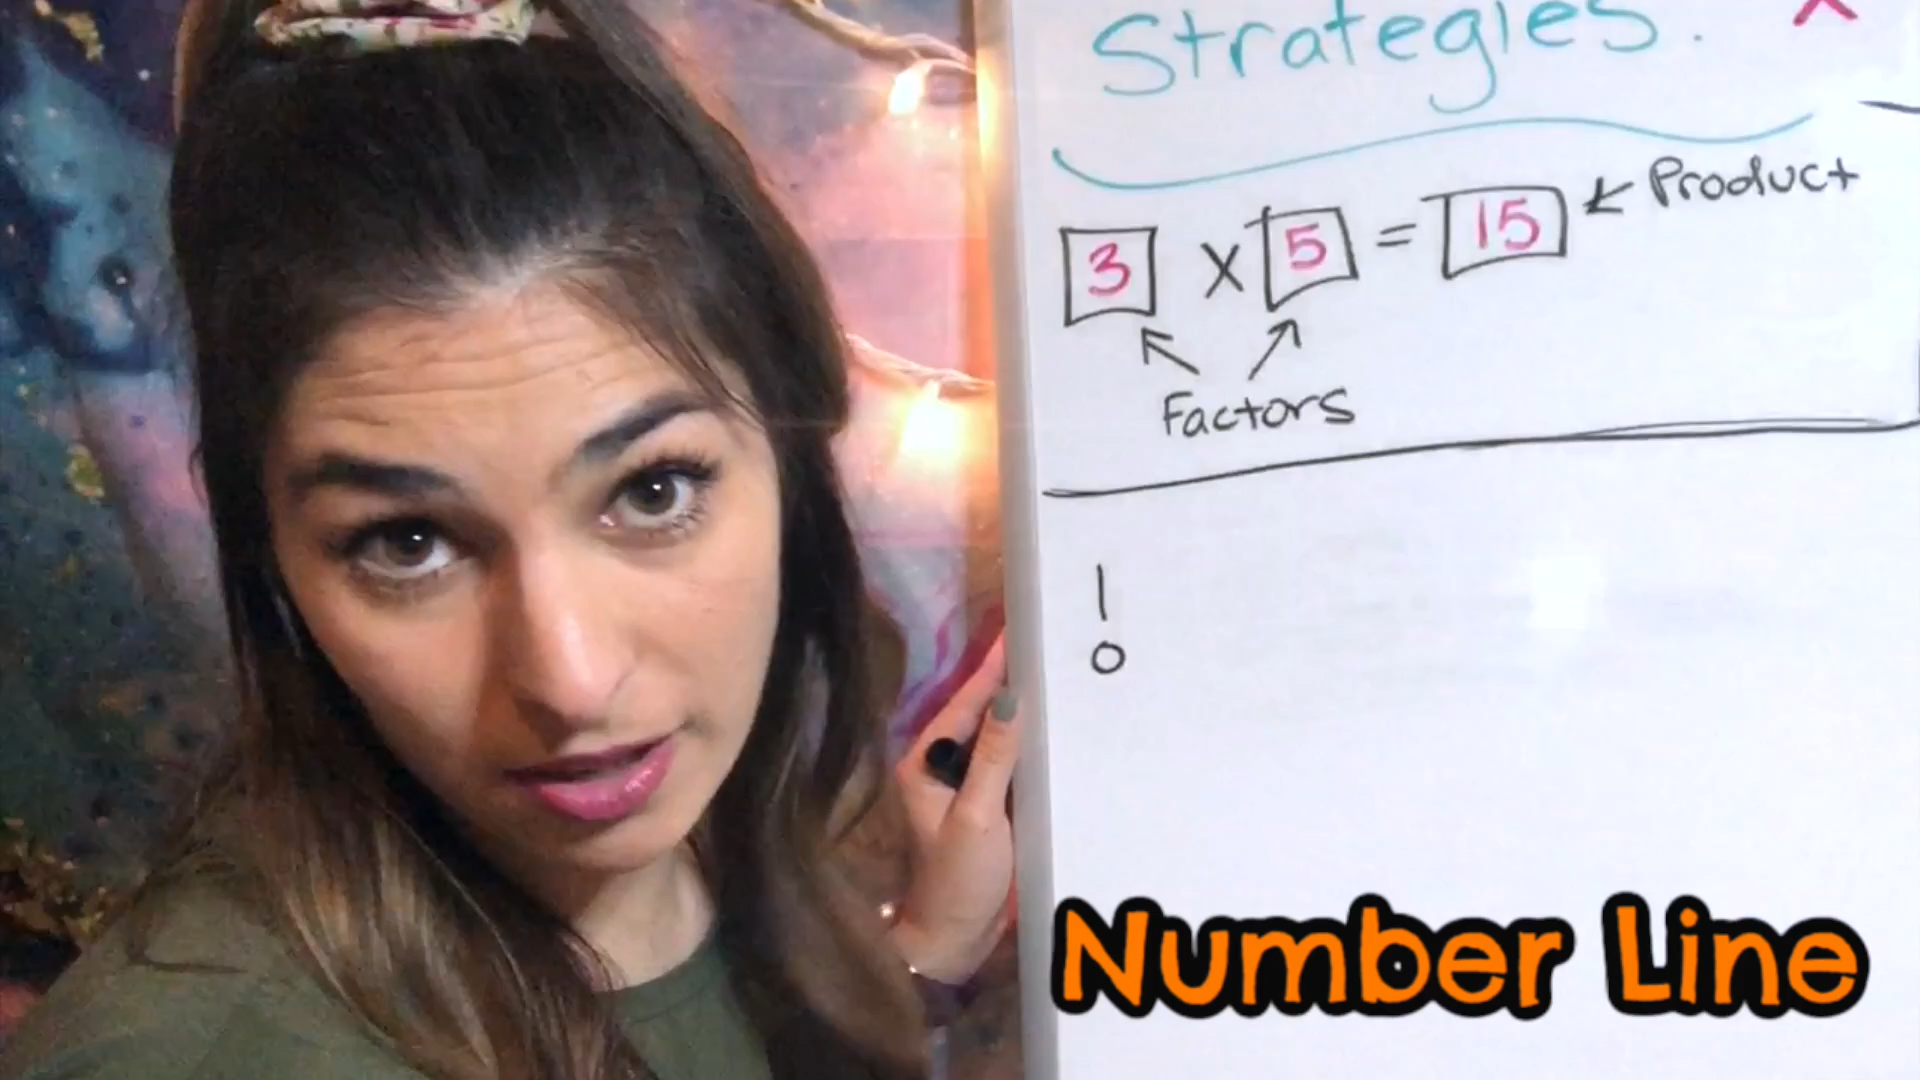 Strategies.
3 x 5 = 15 ← Product
Factors
0
Number Line